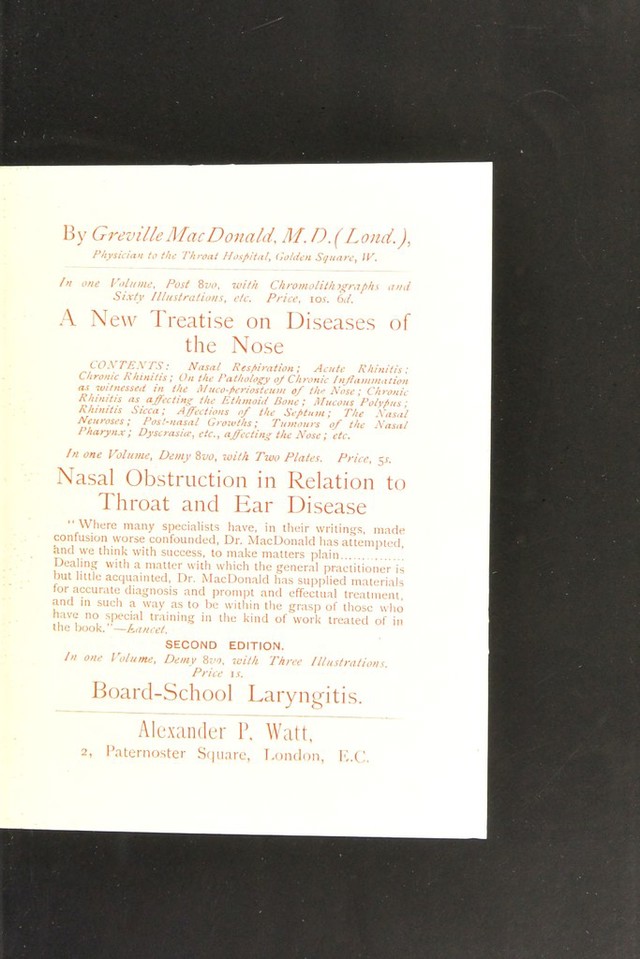 By Greville MacDonald, M.D.(Lond.),
Physician to the Throat Hospital, Golden Square, W.
In one Volume, Post 8vo, with Chromolithographs and
Sixty Illustrations, etc. Price, 10s. 6d.
A New Treatise on Diseases of
the Nose
CONTENTS: Nasal Respiration; Acute Rhinitis;
Chronic Rhinitis; On the Pathology of Chronic Inflammation
as witnessed in the Muco-periosteum of the Nose; Chronic
Rhinitis as affecting the Ethmoid Bone; Mucous Polypus;
Rhinitis Sicca; Affections of the Septum; The Nasal
Neuroses; Post-nasal Growths; Tumours of the Nasal
Pharynx; Dyscrasiæ, etc., affecting the Nose; etc.
In one Volume, Demy 8vo, with Two Plates. Price, 5s.
Nasal Obstruction in Relation to
Throat and Ear Disease
"Where many specialists have, in their writings, made
confusion worse confounded, Dr. MacDonald has attempted,
and we think with success, to make matters plain..............
Dealing with a matter with which the general practitioner is
but little acquainted, Dr. MacDonald has supplied materials
for accurate diagnosis and prompt and effectual treatment,
and in such a way as to be within the grasp of those who
have no special training in the kind of work treated of in
the book."—Lancet.
SECOND EDITION.
In one Volume, Demy 8vo, with Three Illustrations.
Price 1s.
Board-School Laryngitis.
Alexander P. Watt,
2, Paternoster Square, London, E.C.